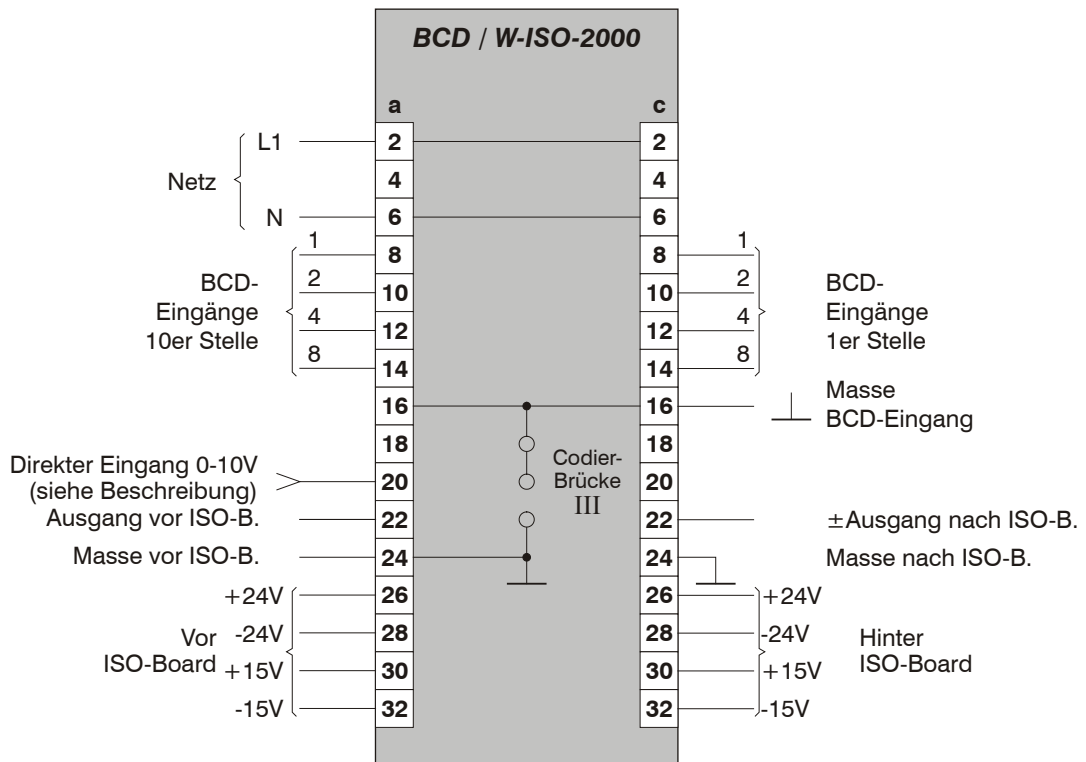 BCD / W-ISO-2000
a
c
L1
2
2
4
4
Netz
N
6
6
1
8
8
1
BCD-
Eingänge
10er Stelle
2
10
10
2
4
12
12
4
8
14
14
8
BCD-
Eingänge
1er Stelle
16
16
Masse
BCD-Eingang
18
18
Codier-
Brücke
III
Direkter Eingang 0-10V
(siehe Beschreibung)
20
20
Ausgang vor ISO-B.
22
22
±Ausgang nach ISO-B.
Masse vor ISO-B.
24
24
Masse nach ISO-B.
+24V
26
26
+24V
Vor
ISO-Board
-24V
28
28
-24V
Hinter
ISO-Board
+15V
30
30
+15V
-15V
32
32
-15V